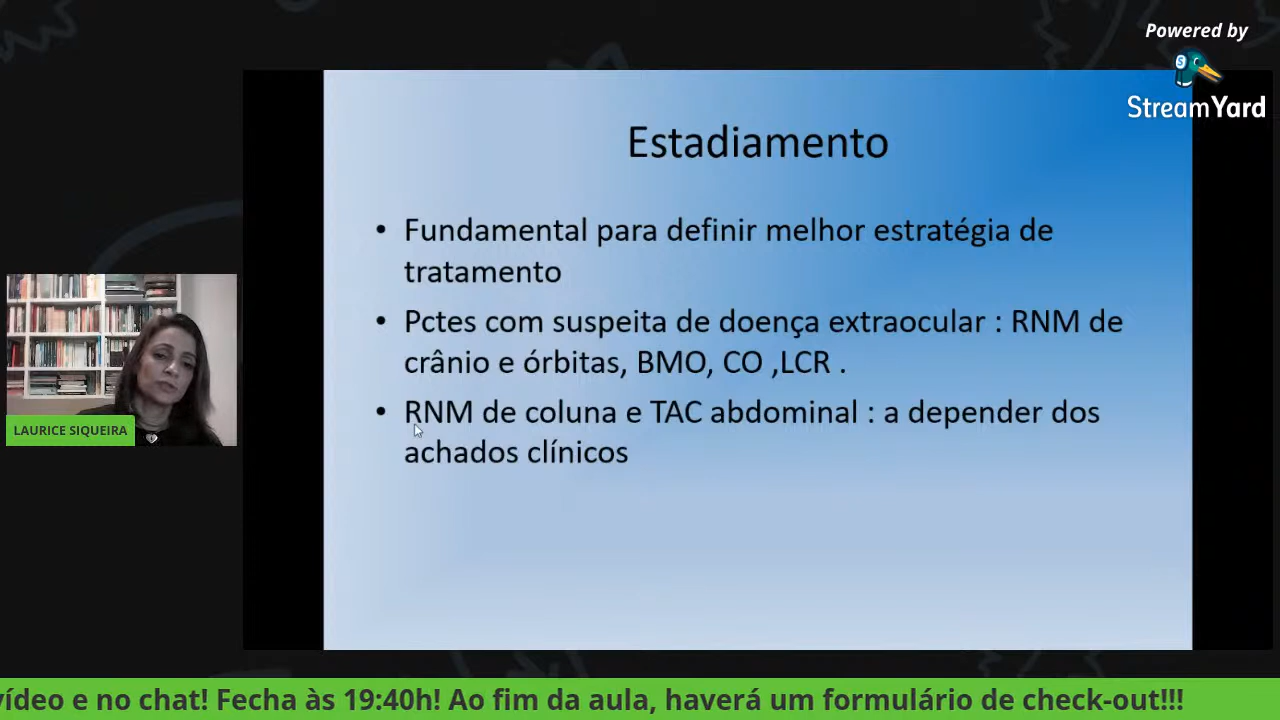 Powered by
StreamYard
Estadiamento
• Fundamental para definir melhor estratégia de
tratamento
• Pctes com suspeita de doença extraocular : RNM de
crânio e órbitas, BMO, CO ,LCR .
• RNM de coluna e TAC abdominal : a depender dos
achados clínicos
LAURICE SIQUEIRA
vídeo e no chat! Fecha às 19:40h! Ao fim da aula, haverá um formulário de check-out!!!